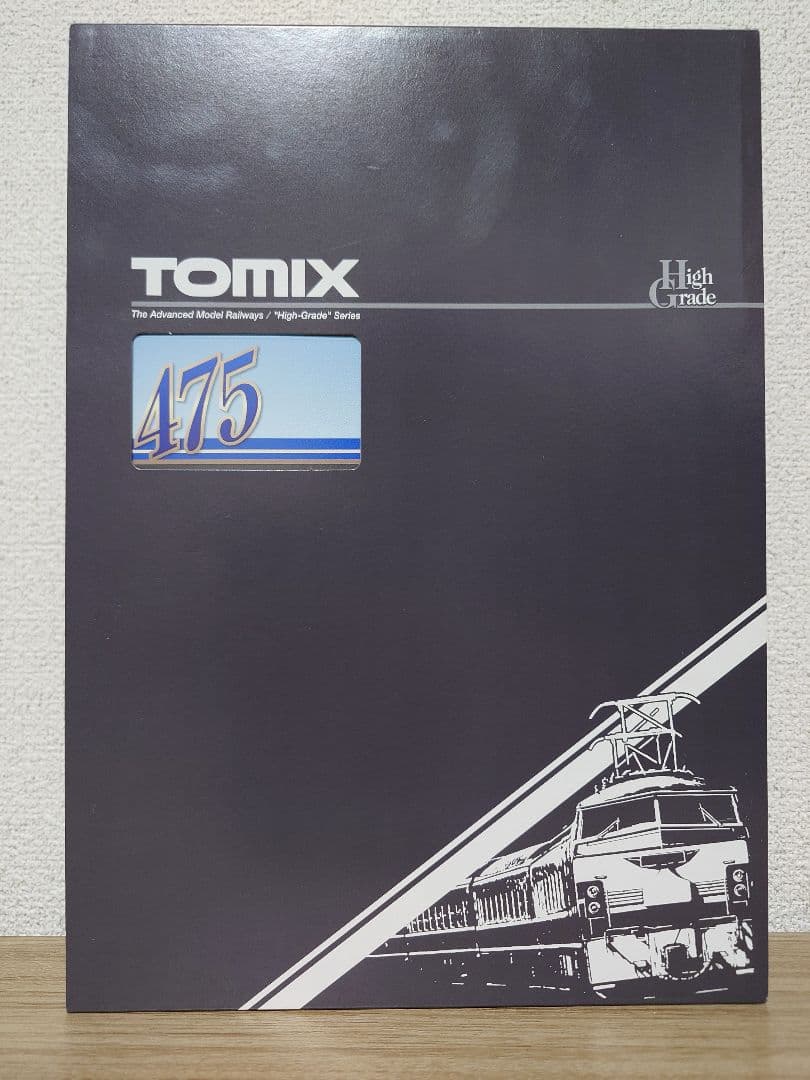 TOMIX
High
Grade
The Advanced Model Railways / "High-Grade" Series
475